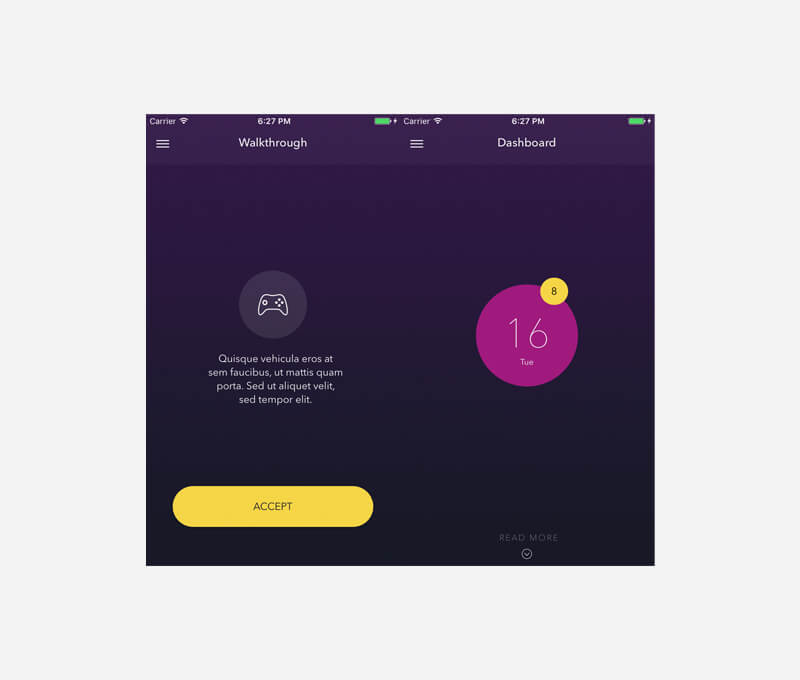 Carrier 6:27 PM
Walkthrough
Quisque vehicula eros at
sem faucibus, ut mattis quam
porta. Sed ut aliquet velit,
sed tempor elit.
ACCEPT
Carrier 6:27 PM
Dashboard
8
16
Tue
READ MORE